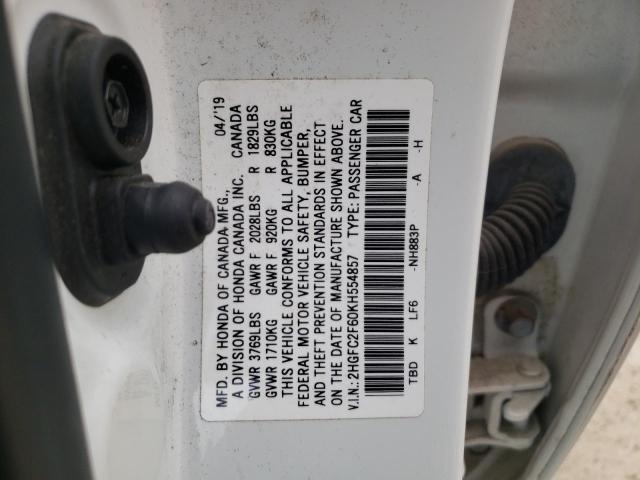 MFD. BY HONDA OF CANADA MFG., 04/'19
A DIVISION OF HONDA CANADA INC. CANADA
GVWR 3769LBS GAWR F 2028LBS R 1829LBS
GVWR 1710KG GAWR F 920KG R 830KG
THIS VEHICLE CONFORMS TO ALL APPLICABLE
FEDERAL MOTOR VEHICLE SAFETY, BUMPER,
AND THEFT PREVENTION STANDARDS IN EFFECT
ON THE DATE OF MANUFACTURE SHOWN ABOVE.
V.I.N.: 2HGFC2F60KH554857 TYPE: PASSENGER CAR
TBD K LF6 -NH883P -A -H